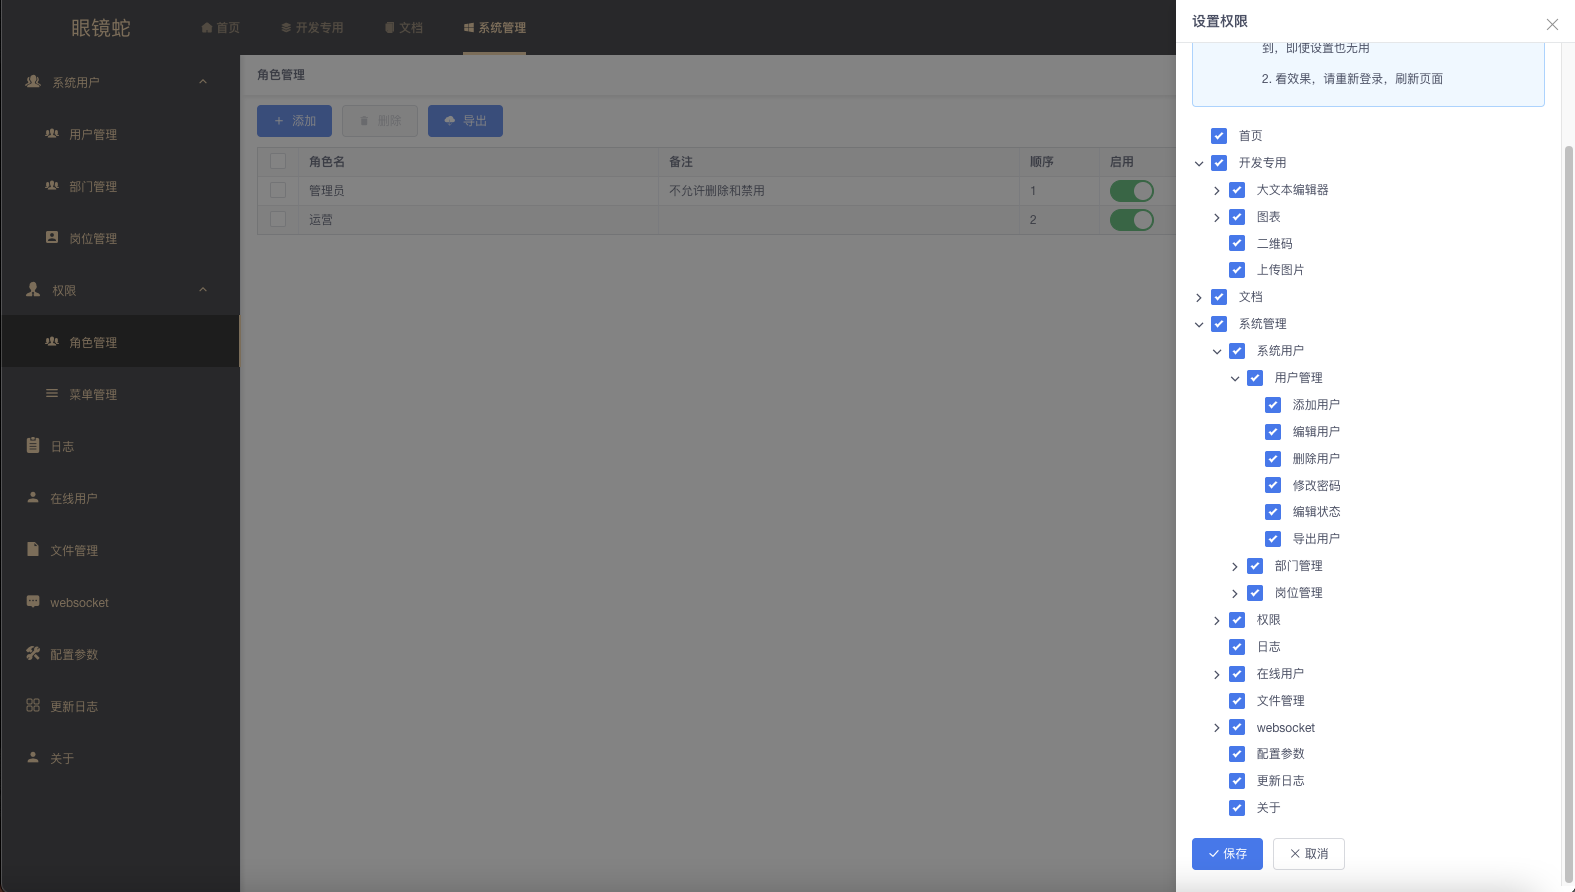 眼镜蛇
首页
开发专用
文档
系统管理
系统用户
用户管理
部门管理
岗位管理
权限
角色管理
菜单管理
日志
在线用户
文件管理
websocket
配置参数
更新日志
关于
角色管理
添加
删除
导出
角色名 备注 顺序 启用
管理员 不允许删除和禁用 1
运营 2
设置权限
到，即便设置也无用
2. 看效果，请重新登录，刷新页面
首页
开发专用
大文本编辑器
图表
二维码
上传图片
文档
系统管理
系统用户
用户管理
添加用户
编辑用户
删除用户
修改密码
编辑状态
导出用户
部门管理
岗位管理
权限
日志
在线用户
文件管理
websocket
配置参数
更新日志
关于
保存
取消